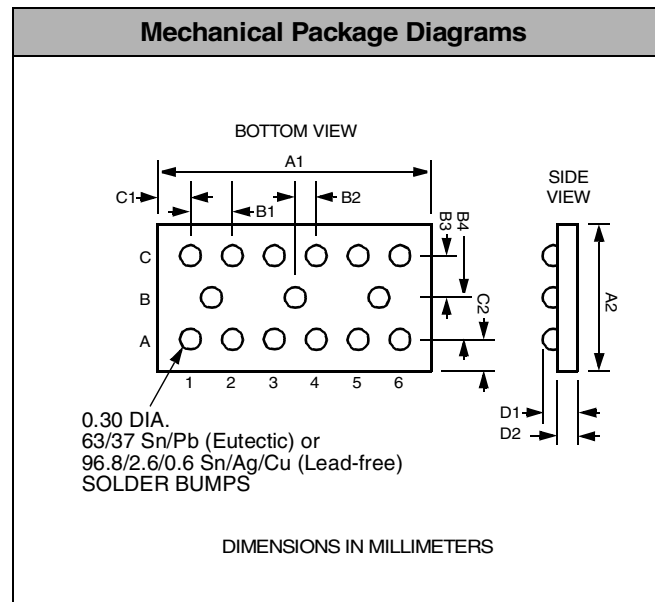 Mechanical Package Diagrams
BOTTOM VIEW
A1
SIDE
VIEW
C1
B1
B2
B3
B4
C
B
A
C2
A2
1 2 3 4 5 6
D1
D2
0.30 DIA.
63/37 Sn/Pb (Eutectic) or
96.8/2.6/0.6 Sn/Ag/Cu (Lead-free)
SOLDER BUMPS
DIMENSIONS IN MILLIMETERS